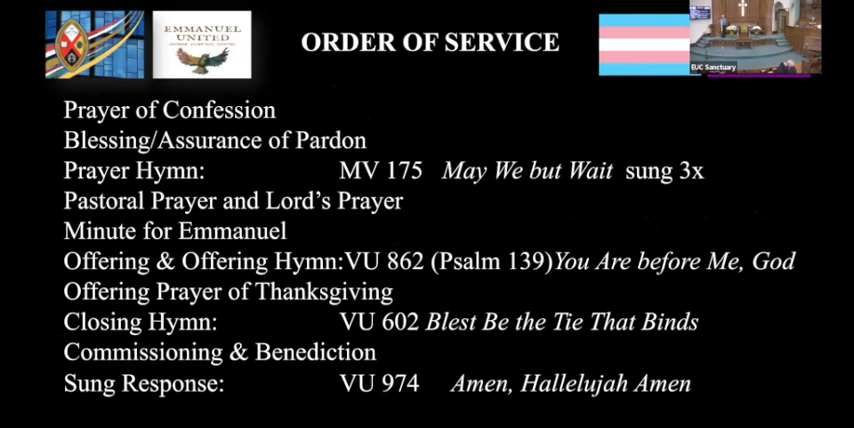 EMMANUEL
UNITED
ORDER OF SERVICE
EUC Sanctuary
Prayer of Confession
Blessing/Assurance of Pardon
Prayer Hymn: MV 175 May We but Wait sung 3x
Pastoral Prayer and Lord's Prayer
Minute for Emmanuel
Offering & Offering Hymn:VU 862 (Psalm 139)You Are before Me, God
Offering Prayer of Thanksgiving
Closing Hymn: VU 602 Blest Be the Tie That Binds
Commissioning & Benediction
Sung Response: VU 974 Amen, Hallelujah Amen